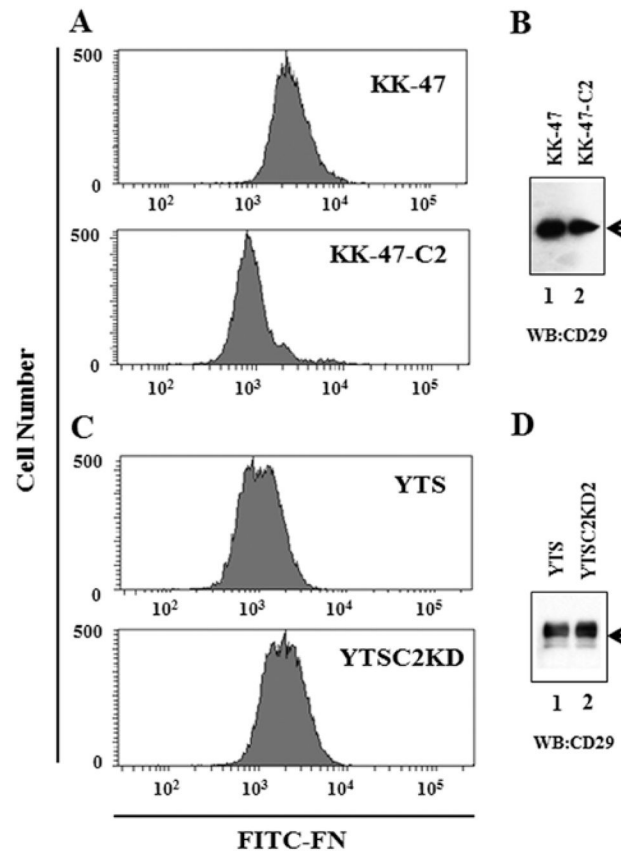 A
500
KK-47
0
10² 10³ 10⁴ 10⁵
500
KK-47-C2
0
10² 10³ 10⁴ 10⁵
B
KK-47
KK-47-C2
1 2
WB:CD29
Cell Number
C
500
YTS
0
10² 10³ 10⁴ 10⁵
500
YTSC2KD
0
10² 10³ 10⁴ 10⁵
FITC-FN
D
YTS
YTSC2KD2
1 2
WB:CD29